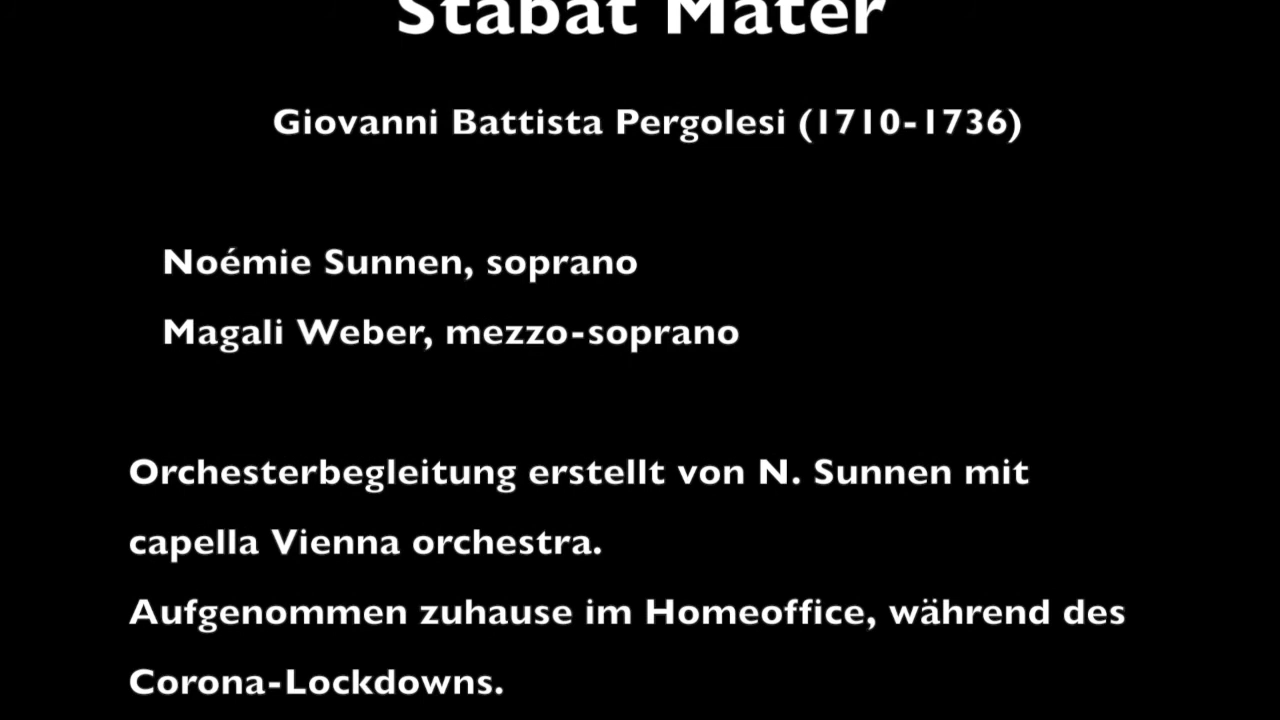 Stabat Mater
Giovanni Battista Pergolesi (1710-1736)
Noémie Sunnen, soprano
Magali Weber, mezzo-soprano
Orchesterbegleitung erstellt von N. Sunnen mit
capella Vienna orchestra.
Aufgenommen zuhause im Homeoffice, während des
Corona-Lockdowns.